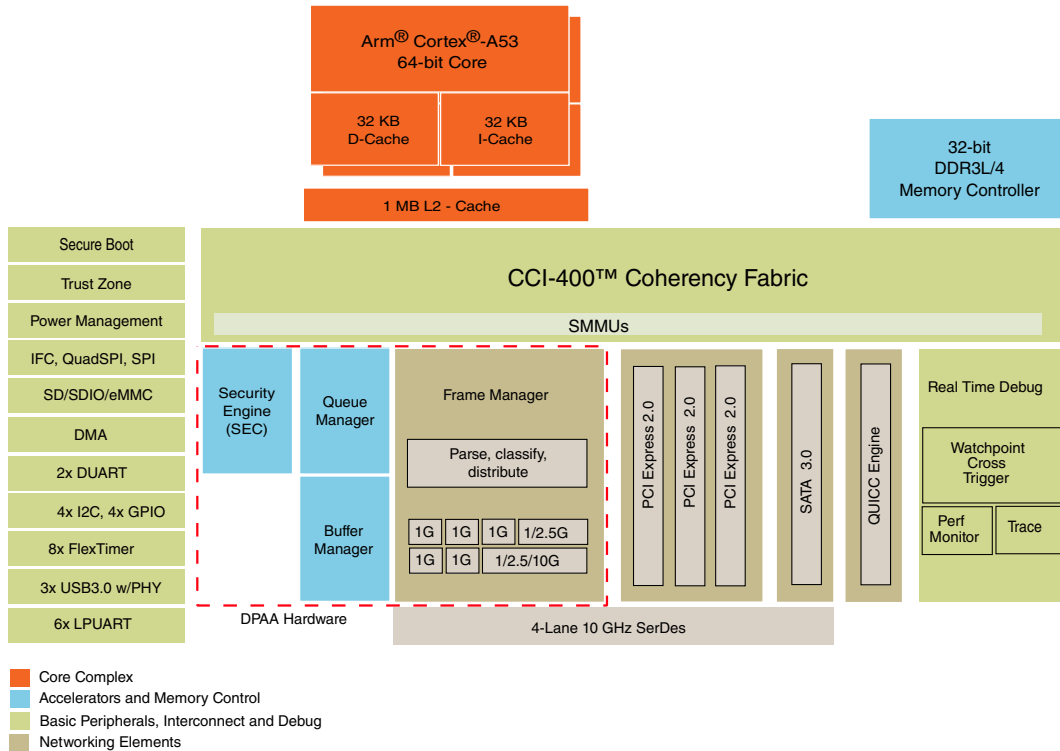 Arm® Cortex®-A53
64-bit Core
32 KB
D-Cache
32 KB
I-Cache
1 MB L2 - Cache
32-bit
DDR3L/4
Memory Controller
Secure Boot
Trust Zone
Power Management
IFC, QuadSPI, SPI
SD/SDIO/eMMC
DMA
2x DUART
4x I2C, 4x GPIO
8x FlexTimer
3x USB3.0 w/PHY
6x LPUART
CCI-400™ Coherency Fabric
SMMUs
Security
Engine
(SEC)
Queue
Manager
Buffer
Manager
Frame Manager
Parse, classify,
distribute
1G 1G 1G 1/2.5G
1G 1G 1/2.5/10G
DPAA Hardware
PCI Express 2.0
PCI Express 2.0
PCI Express 2.0
SATA 3.0
QUICC Engine
4-Lane 10 GHz SerDes
Real Time Debug
Watchpoint
Cross
Trigger
Perf
Monitor
Trace
Core Complex
Accelerators and Memory Control
Basic Peripherals, Interconnect and Debug
Networking Elements